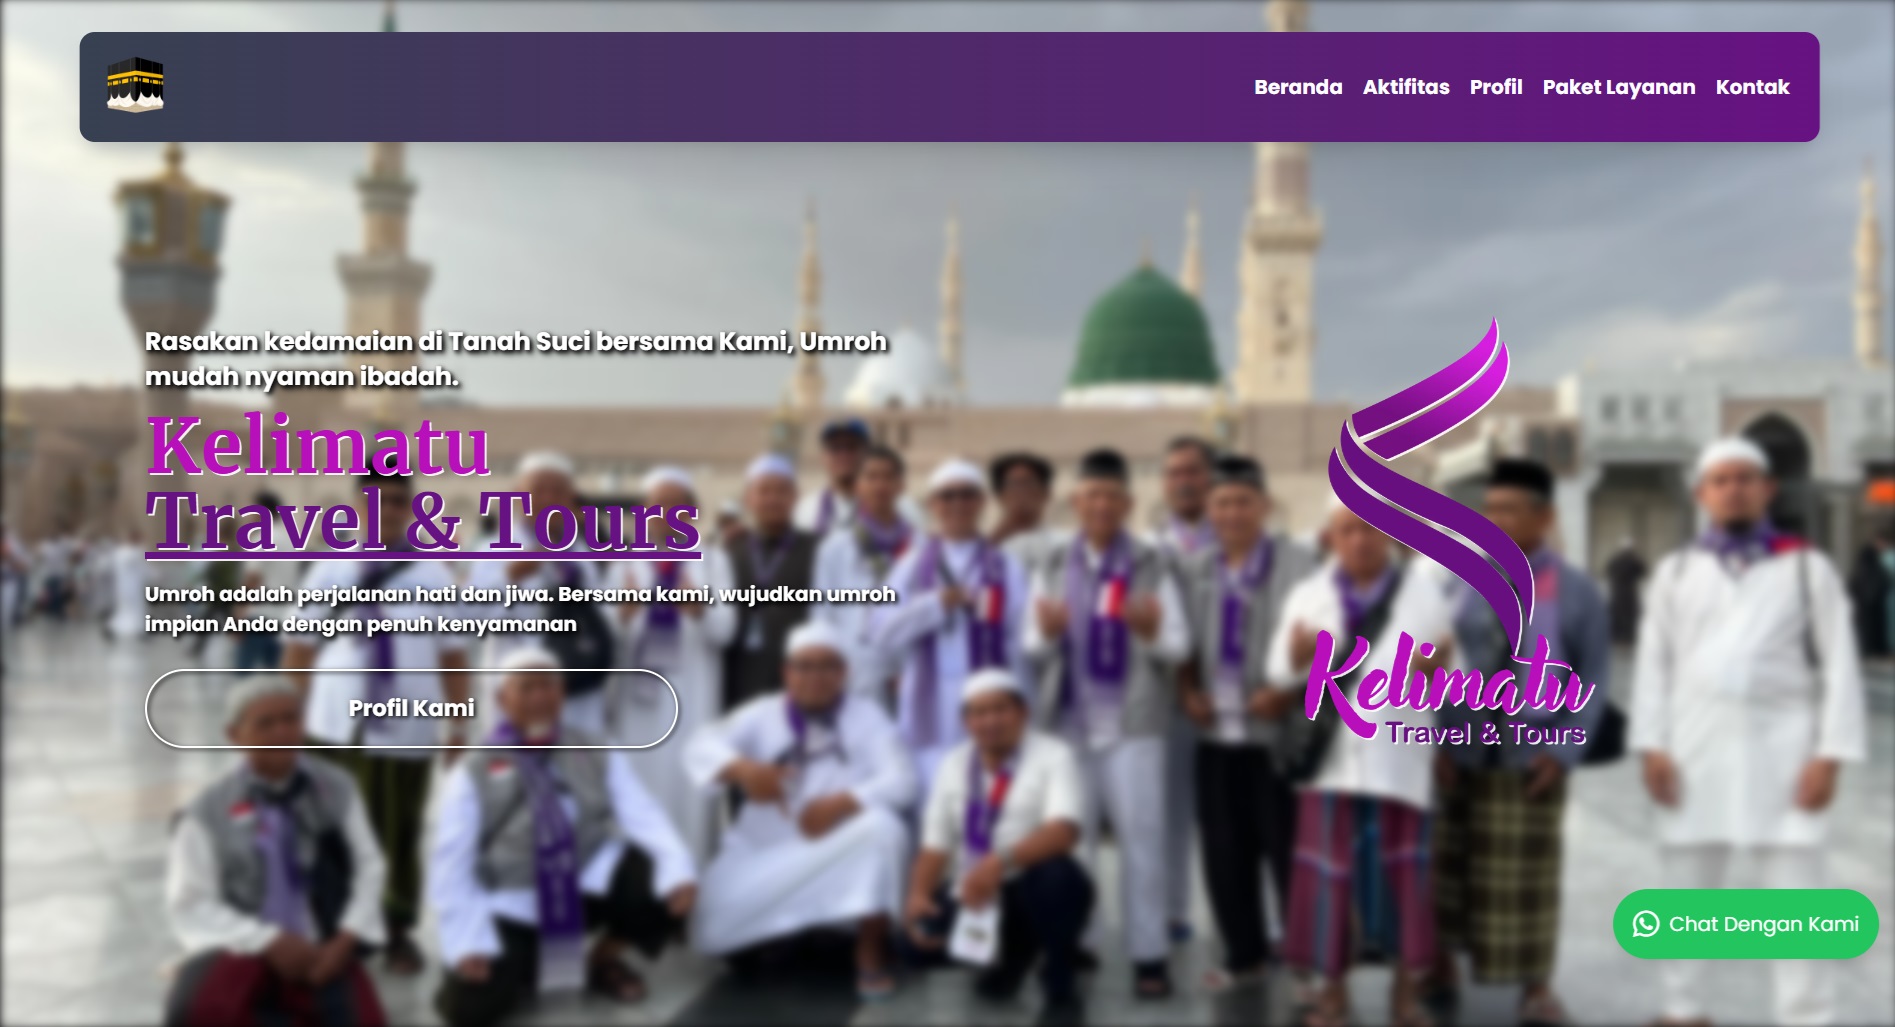 Beranda Aktifitas Profil Paket Layanan Kontak
Rasakan kedamaian di Tanah Suci bersama Kami, Umroh
mudah nyaman ibadah.
Kelimatu
Travel & Tours
Umroh adalah perjalanan hati dan jiwa. Bersama kami, wujudkan umroh
impian Anda dengan penuh kenyamanan
Profil Kami
Kelimatu
Travel & Tours
Chat Dengan Kami